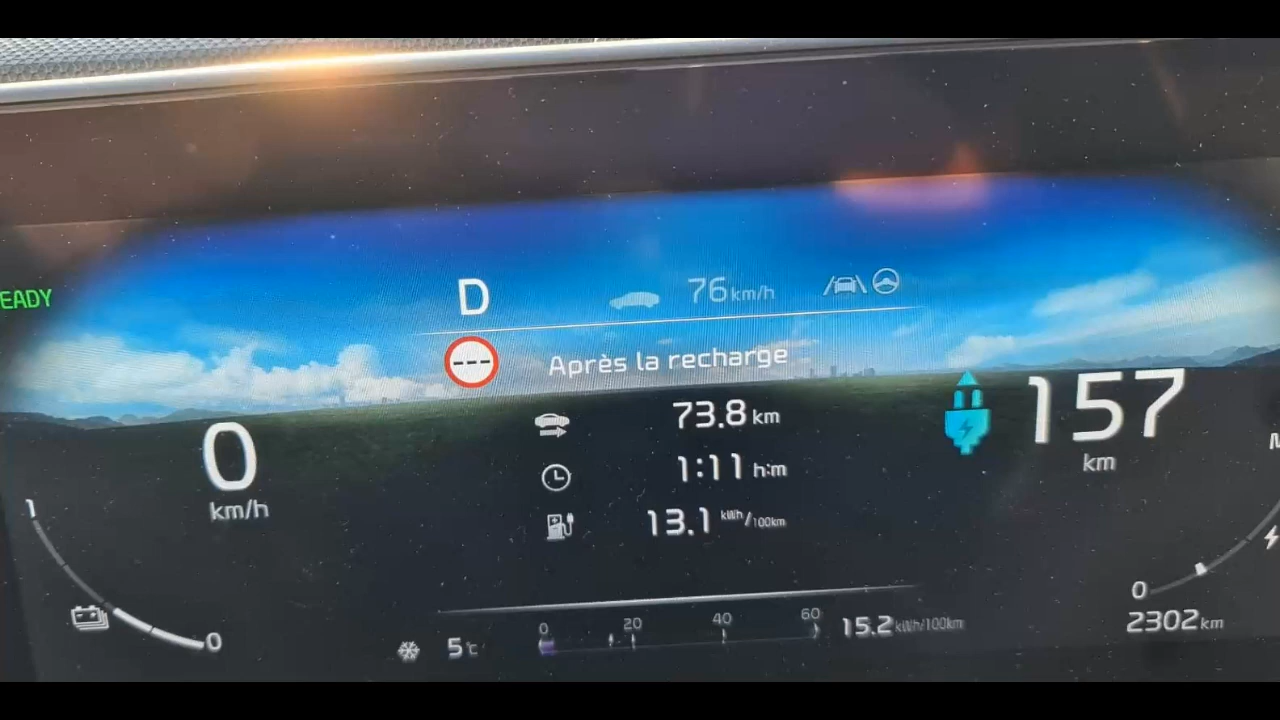 D 76 km/h
EADY
--- Après la recharge
157 km
73.8 km
0 km/h
1:11 h:m
13.1 kWh/100km
1
0
0
2302 km
0 20 40 60
15.2 kWh/100km
5℃